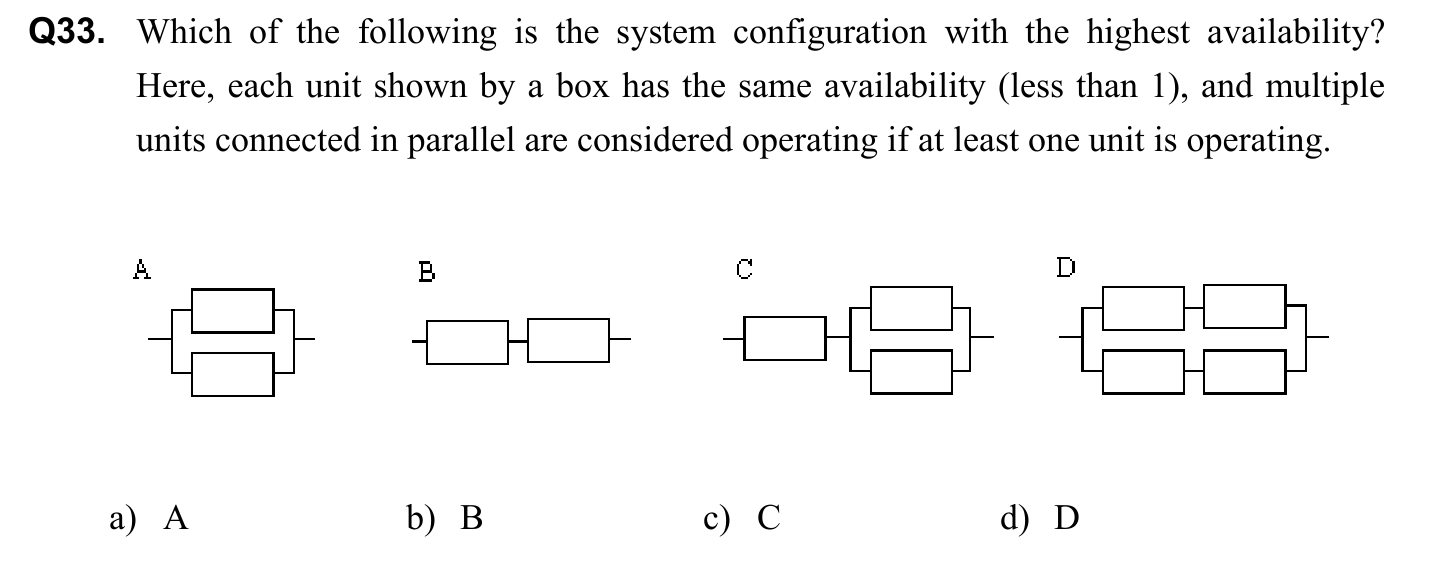 Q33. Which of the following is the system configuration with the highest availability?
Here, each unit shown by a box has the same availability (less than 1), and multiple
units connected in parallel are considered operating if at least one unit is operating.
A B C D
a) A b) B c) C d) D